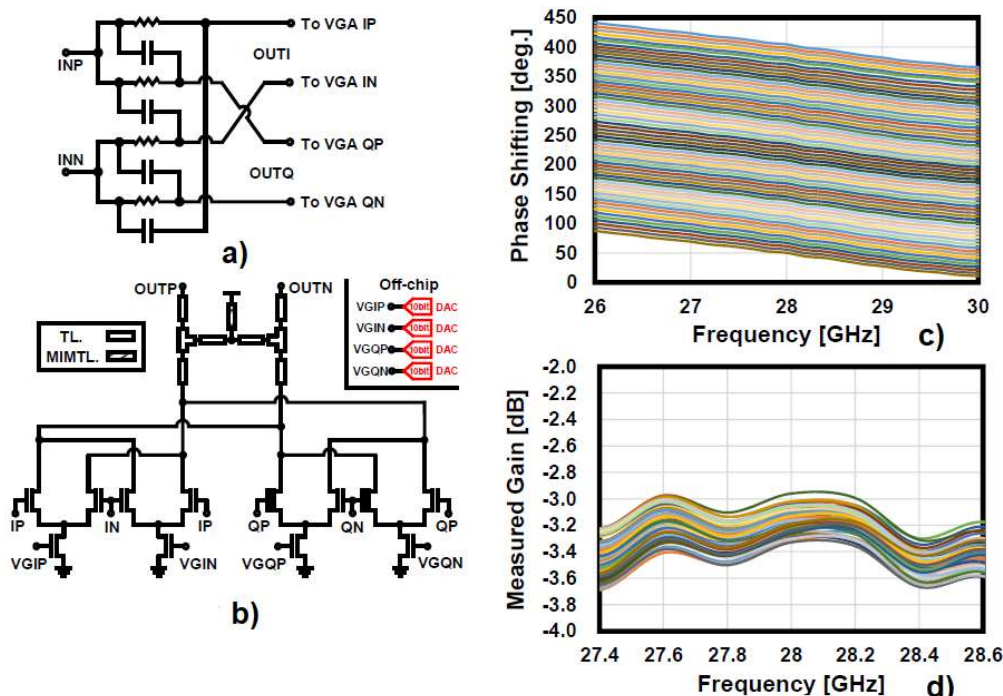 INP
INN
To VGA IP
OUTI
To VGA IN
To VGA QP
OUTQ
To VGA QN
a)
OUTP
OUTN
TL.
MIMTL.
Off-chip
VGIP 10bit DAC
VGIN 10bit DAC
VGQP 10bit DAC
VGQN 10bit DAC
IP
IN
IP
QP
QN
QP
VGIP
VGIN
VGQP
VGQN
b)
Phase Shifting [deg.]
450
400
350
300
250
200
150
100
50
0
26 27 28 29 30
Frequency [GHz]
c)
Measured Gain [dB]
-2.0
-2.2
-2.4
-2.6
-2.8
-3.0
-3.2
-3.4
-3.6
-3.8
-4.0
27.4 27.6 27.8 28 28.2 28.4 28.6
Frequency [GHz]
d)